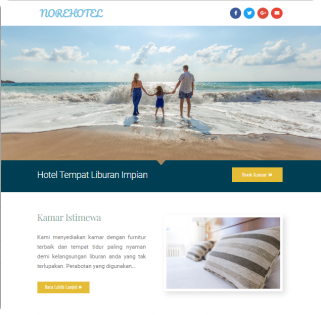 NOREHOTEL
Hotel Tempat Liburan Impian
Book kamar
Kamar Istimewa
Kami menyediakan kamar dengan furnitur
terbaik dan tempat tidur paling nyaman
demi kelangsungan liburan anda yang tak
terlupakan. Perabotan yang digunakan...
Baca Lebih Lanjut